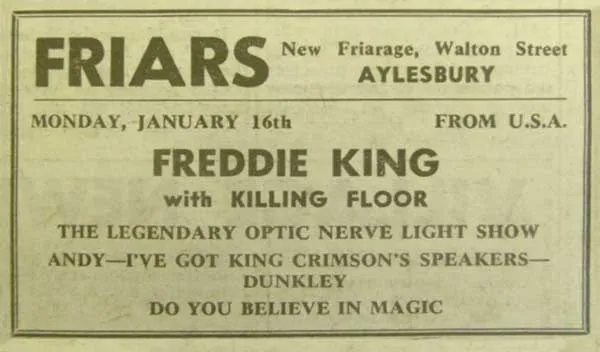 FRIARS
New Friarage, Walton Street
AYLESBURY
MONDAY, JANUARY 16th FROM U.S.A.
FREDDIE KING
with KILLING FLOOR
THE LEGENDARY OPTIC NERVE LIGHT SHOW
ANDY—I'VE GOT KING CRIMSON'S SPEAKERS—
DUNKLEY
DO YOU BELIEVE IN MAGIC